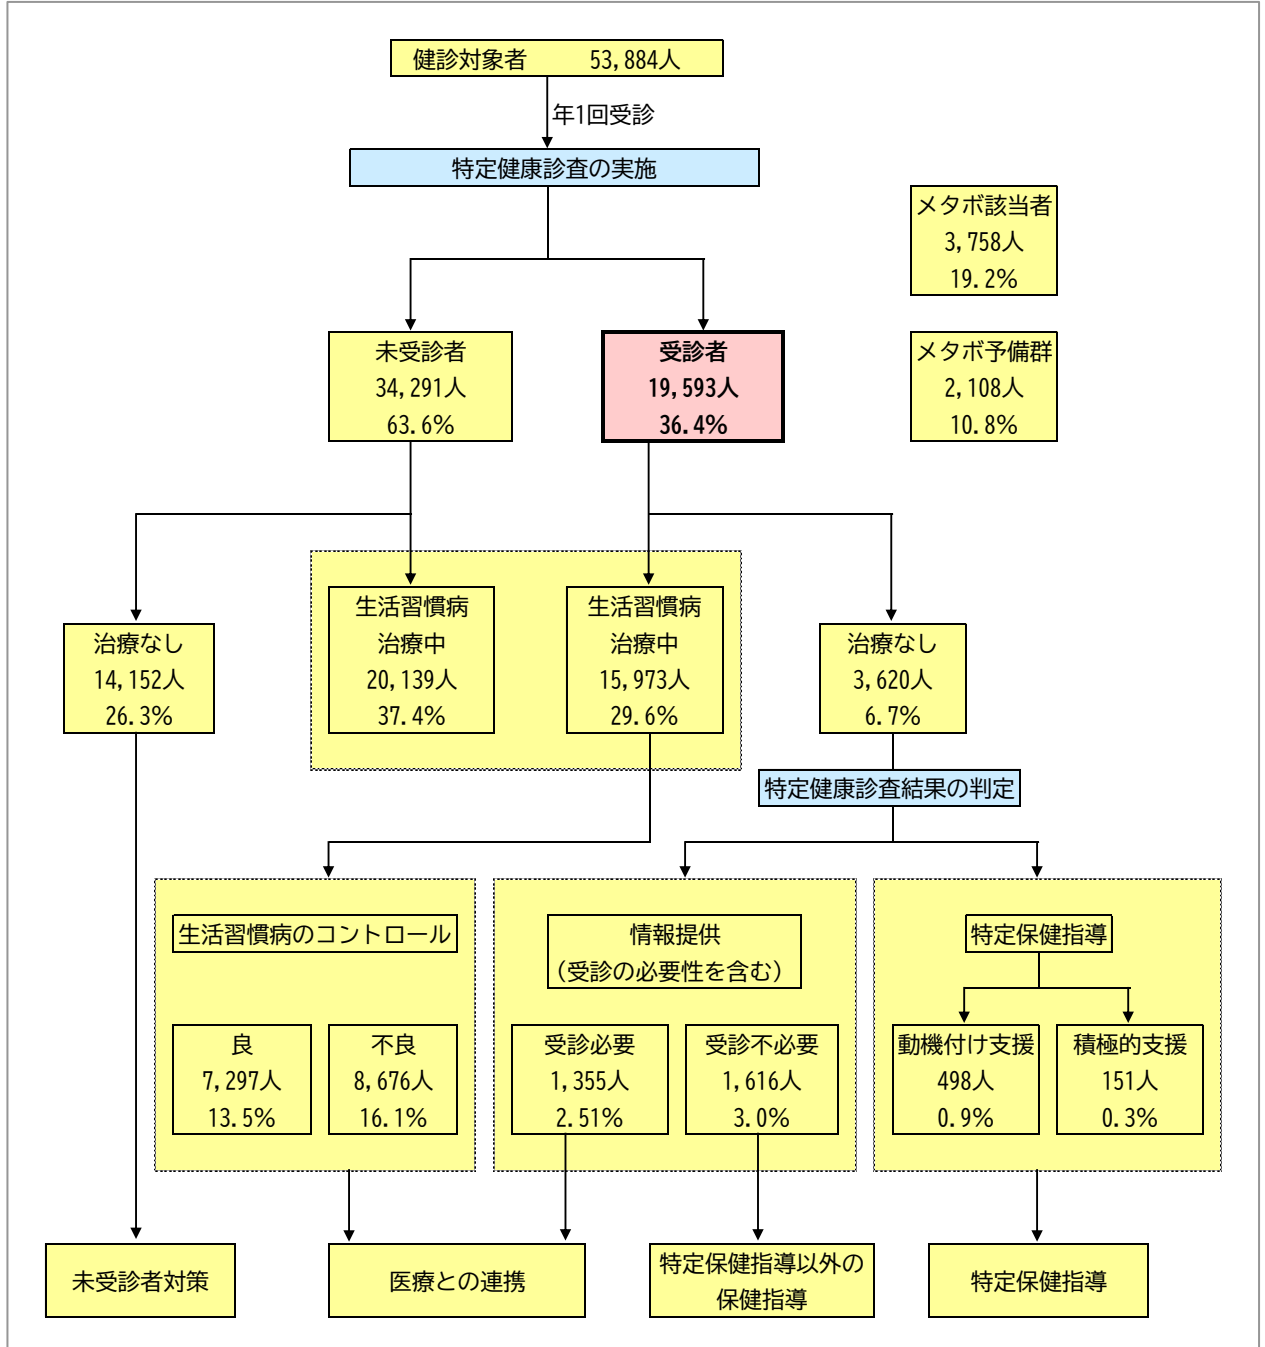 健診対象者 53,884人
年1回受診
特定健康診査の実施
メタボ該当者
3,758人
19.2%
未受診者
34,291人
63.6%
受診者
19,593人
36.4%
メタボ予備群
2,108人
10.8%
治療なし
14,152人
26.3%
生活習慣病
治療中
20,139人
37.4%
生活習慣病
治療中
15,973人
29.6%
治療なし
3,620人
6.7%
特定健康診査結果の判定
生活習慣病のコントロール
良
7,297人
13.5%
不良
8,676人
16.1%
情報提供
(受診の必要性を含む)
受診必要
1,355人
2.51%
受診不必要
1,616人
3.0%
特定保健指導
動機付け支援
498人
0.9%
積極的支援
151人
0.3%
未受診者対策
医療との連携
特定保健指導以外の
保健指導
特定保健指導